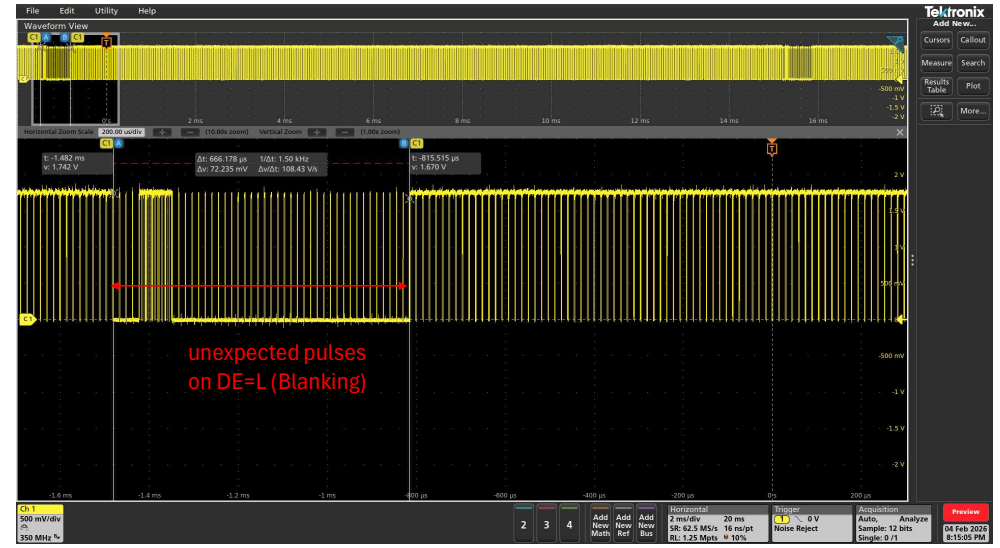 File Edit Utility Help
Tektronix
Add New...
Waveform View
Cursors Callout
Measure Search
Results Table Plot
More...
C1 A B C1 T
-500 mV
-1 V
-1.5 V
-2 V
0's 2 ms 4 ms 6 ms 8 ms 10 ms 12 ms 14 ms 16 ms
Horizontal Zoom Scale 200.00 us/div + − (10.00x zoom) Vertical Zoom + − (1.00x zoom) ×
C1 A B C1
T
t: -1.482 ms
v: 1.742 V
Δt: 666.178 µs 1/Δt: 1.50 kHz
Δv: 72.235 mV Δv/Δt: 108.43 V/s
t: -815.515 µs
v: 1.670 V
2 V
1.5 V
1 V
500 mV
C1
unexpected pulses
on DE=L (Blanking)
-500 mV
-1 V
-1.5 V
-2 V
-1.6 ms -1.4 ms -1.2 ms -1 ms -800 µs -600 µs -400 µs -200 µs 0's 200 µs
Ch 1
500 mV/div
350 MHz
2 3 4
Add New Math
Add New Ref
Add New Bus
Horizontal
2 ms/div 20 ms
SR: 62.5 MS/s 16 ns/pt
RL: 1.25 Mpts 10%
Trigger
1 0 V
Noise Reject
Acquisition
Auto, Analyze
Sample: 12 bits
Single: 0 /1
Preview
04 Feb 2026
8:15:05 PM